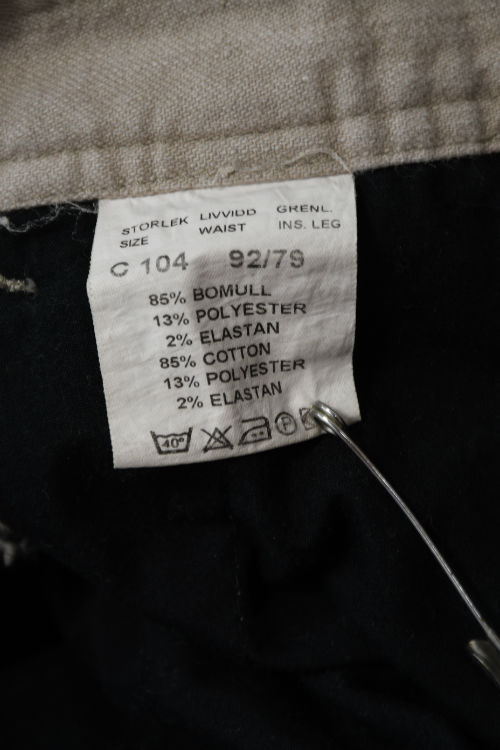 STORLEK LIVVIDD GRENL.
SIZE WAIST INS. LEG
C 104 92/79
85% BOMULL
13% POLYESTER
2% ELASTAN
85% COTTON
13% POLYESTER
2% ELASTAN
40° P